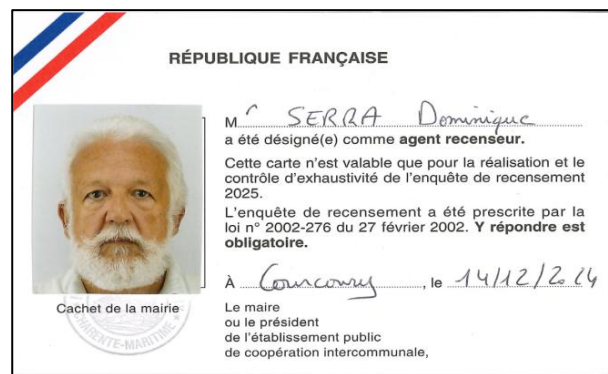 RÉPUBLIQUE FRANÇAISE
Mr SERRA Dominique
a été désigné(e) comme agent recenseur.
Cette carte n'est valable que pour la réalisation et le
contrôle d'exhaustivité de l'enquête de recensement
2025.
L'enquête de recensement a été prescrite par la
loi n° 2002-276 du 27 février 2002. Y répondre est
obligatoire.
À Courcoury, le 14/12/2024
Cachet de la mairie
CHARENTE-MARITIME
Le maire
ou le président
de l'établissement public
de coopération intercommunale,